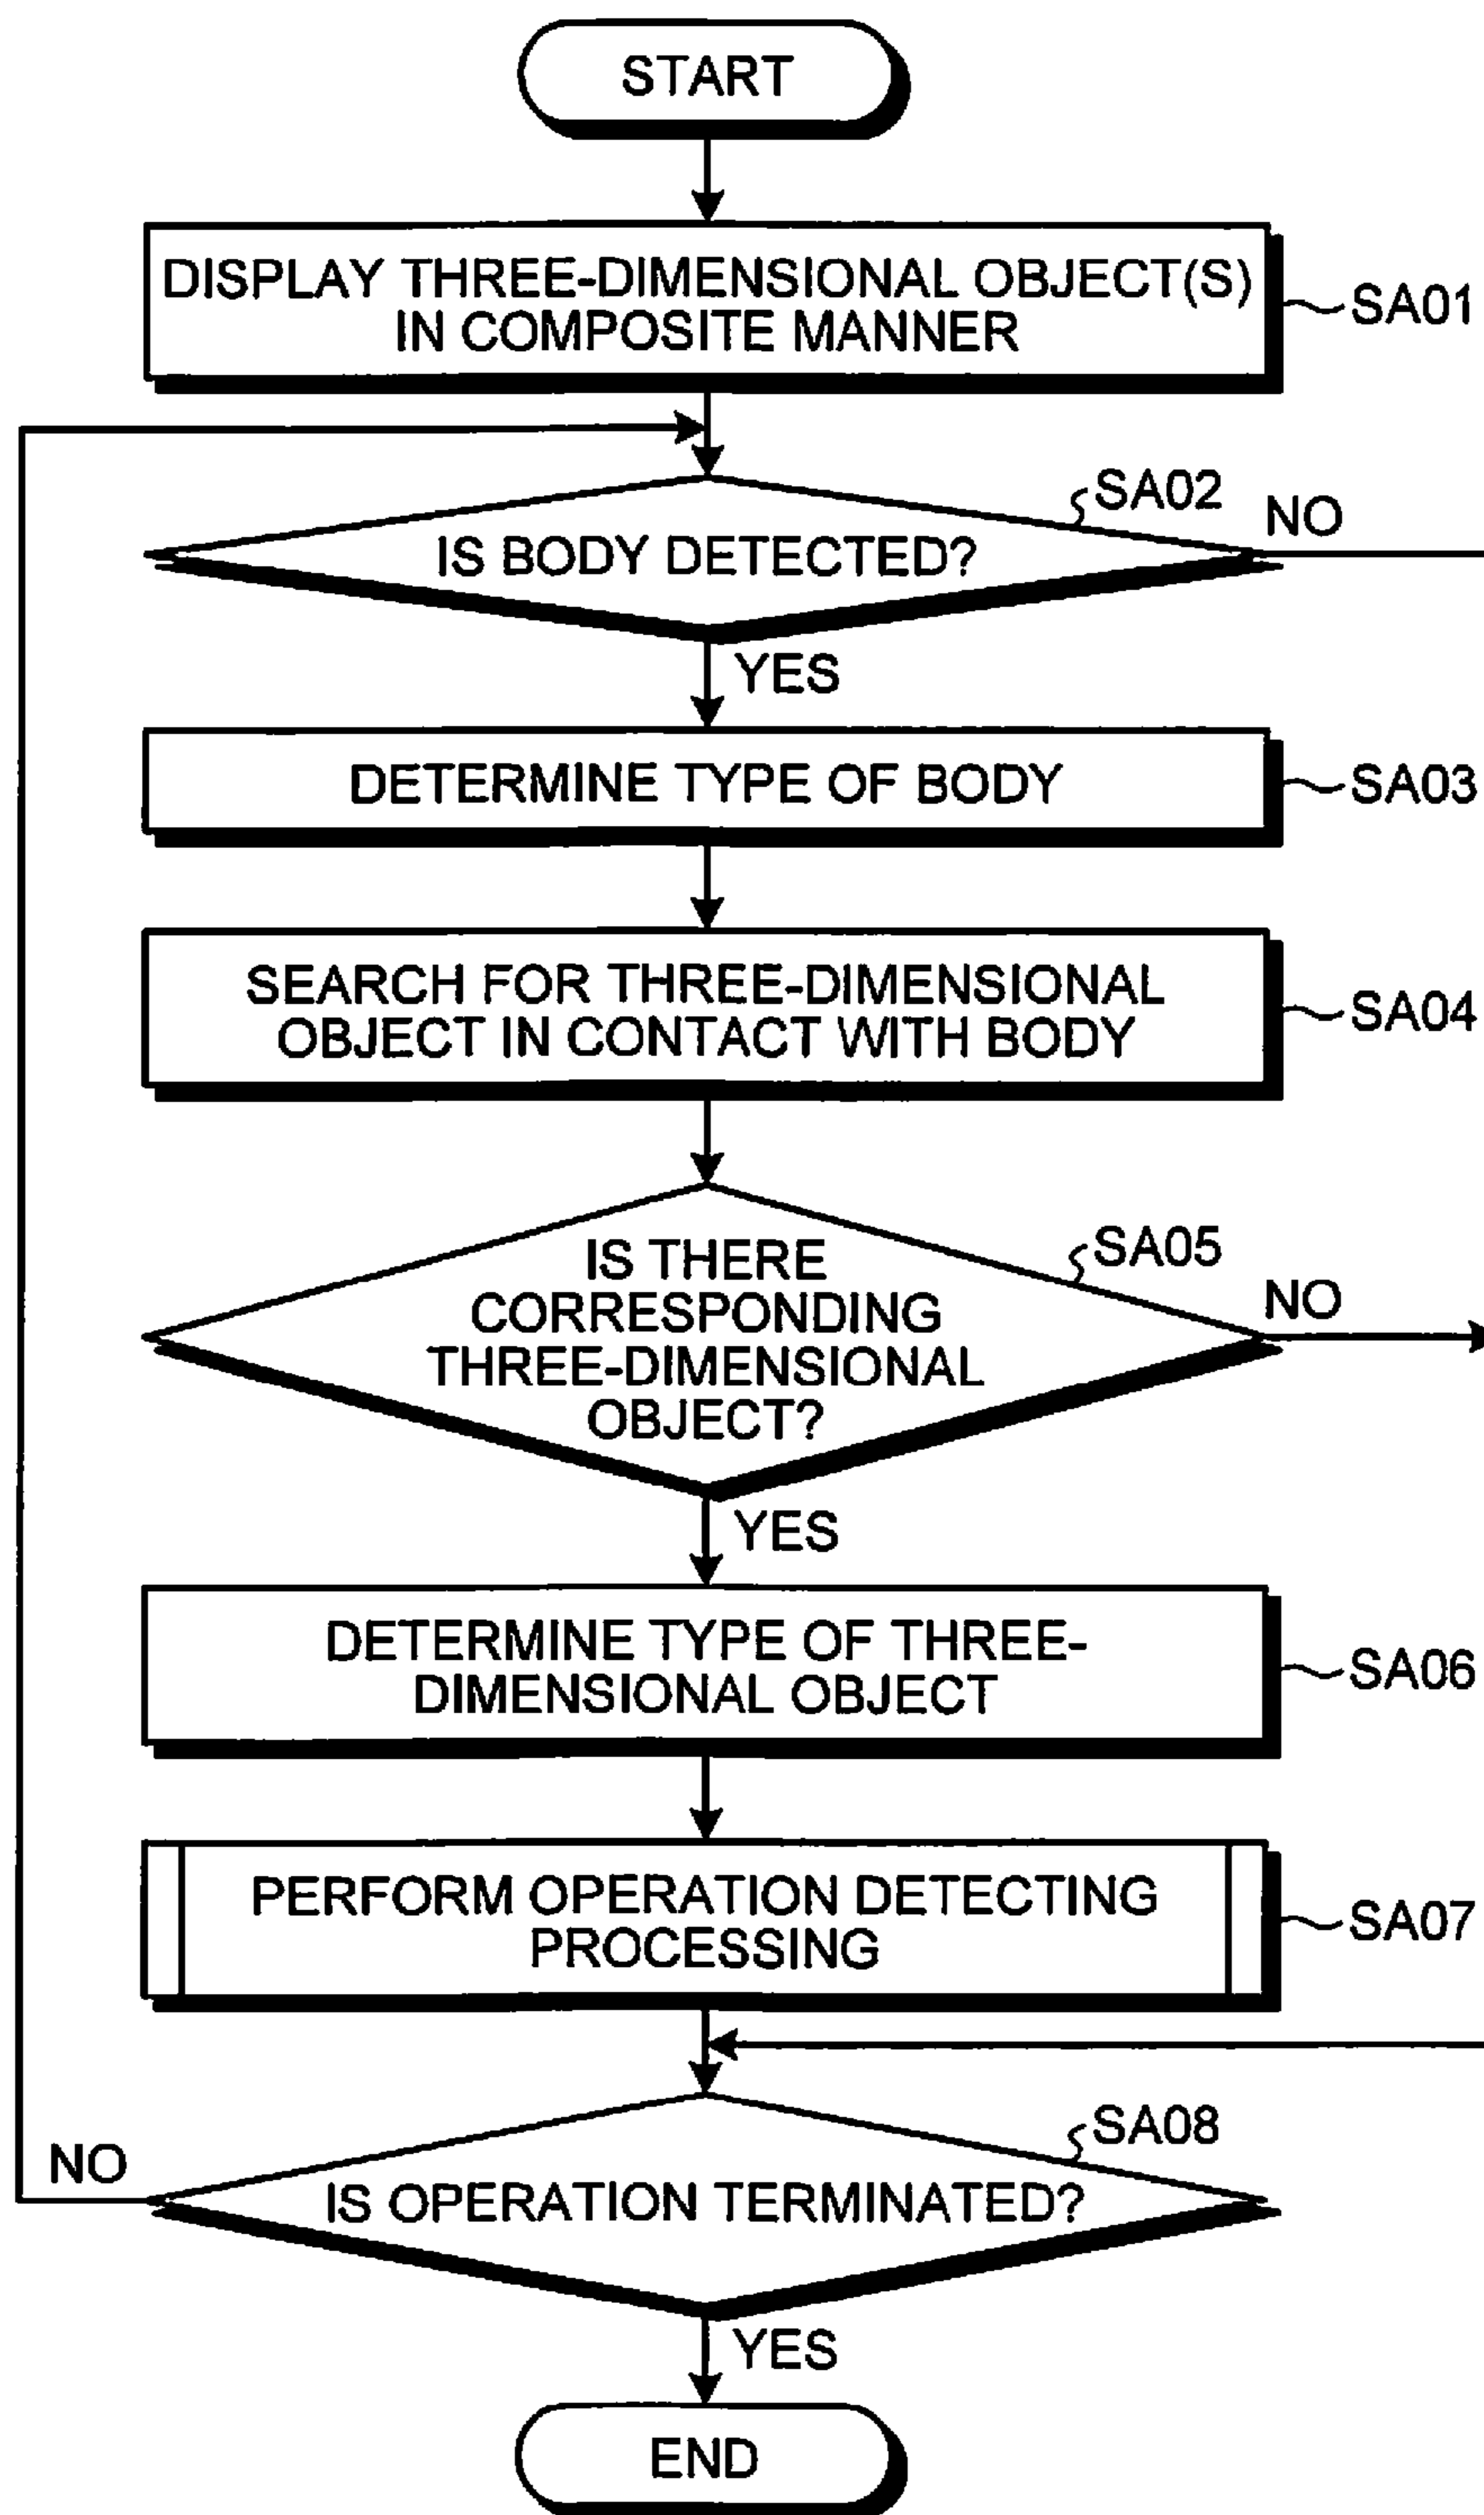 START
DISPLAY THREE-DIMENSIONAL OBJECT(S)
IN COMPOSITE MANNER
SA01
SA02
NO
IS BODY DETECTED?
YES
DETERMINE TYPE OF BODY
SA03
SEARCH FOR THREE-DIMENSIONAL
OBJECT IN CONTACT WITH BODY
SA04
SA05
NO
IS THERE
CORRESPONDING
THREE-DIMENSIONAL
OBJECT?
YES
DETERMINE TYPE OF THREE-
DIMENSIONAL OBJECT
SA06
PERFORM OPERATION DETECTING
PROCESSING
SA07
SA08
NO
IS OPERATION TERMINATED?
YES
END